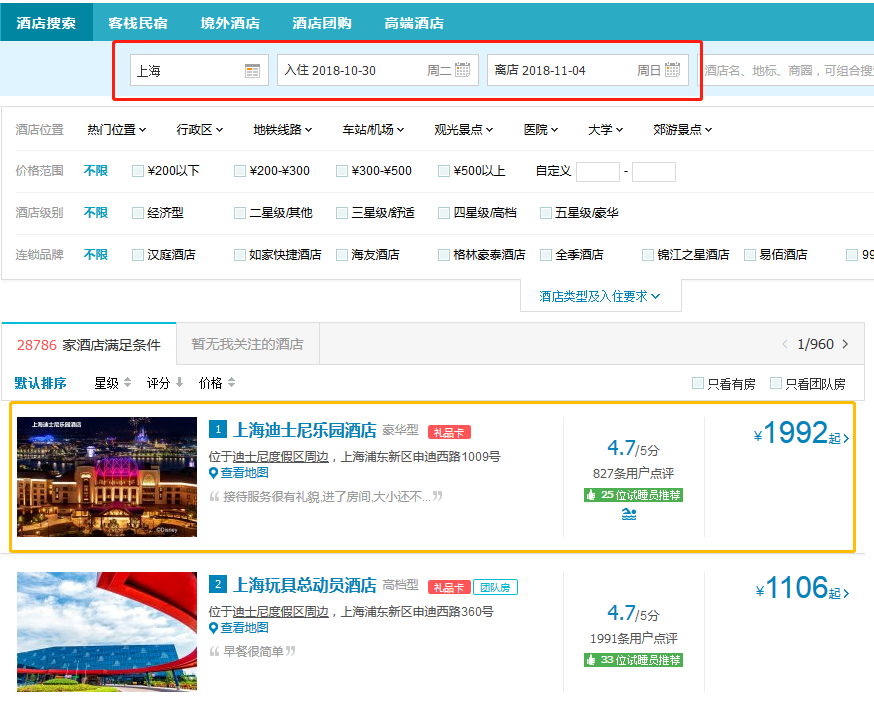 酒店搜索 客栈民宿 境外酒店 酒店团购 高端酒店
上海 入住 2018-10-30 周二 离店 2018-11-04 周日 酒店名、地标、商圈，可组合搜
酒店位置 热门位置 行政区 地铁线路 车站/机场 观光景点 医院 大学 郊游景点
价格范围 不限 ¥200以下 ¥200-¥300 ¥300-¥500 ¥500以上 自定义 -
酒店级别 不限 经济型 二星级/其他 三星级/舒适 四星级/高档 五星级/豪华
连锁品牌 不限 汉庭酒店 如家快捷酒店 海友酒店 格林豪泰酒店 全季酒店 锦江之星酒店 易佰酒店 99
酒店类型及入住要求
28786 家酒店满足条件 暂无我关注的酒店 1/960
默认排序 星级 评分 价格 只看有房 只看团队房
上海迪士尼乐园酒店
©Disney
1 上海迪士尼乐园酒店 豪华型 礼品卡
位于迪士尼度假区周边，上海浦东新区申迪西路1009号
查看地图
“接待服务很有礼貌,进了房间,大小还不...”
4.7/5分
827条用户点评
25 位试睡员推荐
¥1992起
2 上海玩具总动员酒店 高档型 礼品卡 团队房
位于迪士尼度假区周边，上海浦东新区申迪西路360号
查看地图
“早餐很简单”
4.7/5分
1991条用户点评
33 位试睡员推荐
¥1106起